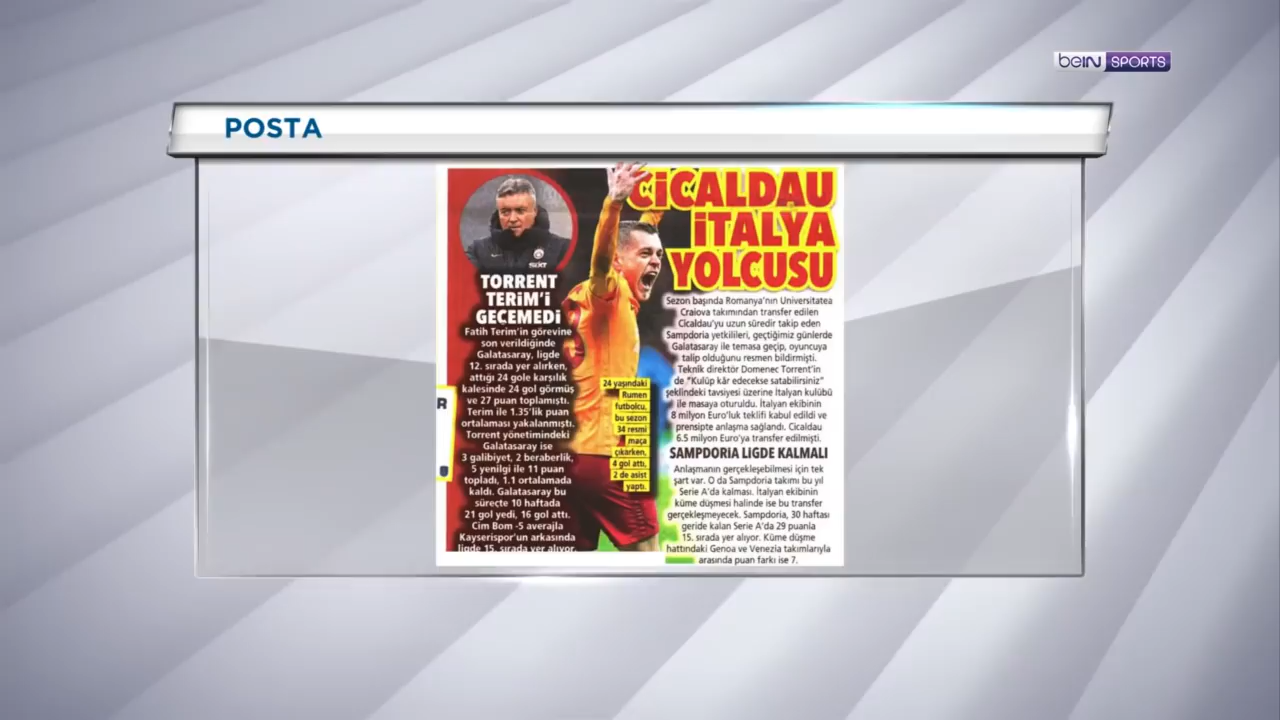 beIN SPORTS
POSTA
SIXT
TORRENT
TERİM'İ
GEÇEMEDİ
Fatih Terim'in görevine
son verildiğinde
Galatasaray, ligde
12. sırada yer alırken,
attığı 24 gole karşılık
kalesinde 24 gol görmüş
ve 27 puan toplamıştı.
Terim ile 1.35'lik puan
ortalaması yakalanmıştı.
Torrent yönetimindeki
Galatasaray ise
3 galibiyet, 2 beraberlik,
5 yenilgi ile 11 puan
topladı, 1.1 ortalamada
kaldı. Galatasaray bu
süreçte 10 haftada
21 gol yedi, 16 gol attı.
Cim Bom -5 averajla
Kayserispor'un arkasında
ligde 15. sırada yer alıyor.
R
24 yaşındaki
Rumen
futbolcu,
bu sezon
34 resmi
maça
çıkarken,
4 gol attı,
2 de asist
yaptı.
CİCALDAU
İTALYA
YOLCUSU
Sezon başında Romanya'nın Universitatea
Craiova takımından transfer edilen
Cicaldau'yu uzun süredir takip eden
Sampdoria yetkilileri, geçtiğimiz günlerde
Galatasaray ile temasa geçip, oyuncuya
talip olduğunu resmen bildirmişti.
Teknik direktör Domenec Torrent'in
de "Kulüp kâr edecekse satabilirsiniz"
şeklindeki tavsiyesi üzerine İtalyan kulübü
ile masaya oturuldu. İtalyan ekibinin
8 milyon Euro'luk teklifi kabul edildi ve
prensipte anlaşma sağlandı. Cicaldau
6.5 milyon Euro'ya transfer edilmişti.
SAMPDORIA LİGDE KALMALI
Anlaşmanın gerçekleşebilmesi için tek
şart var. O da Sampdoria takımı bu yıl
Serie A'da kalması. İtalyan ekibinin
küme düşmesi halinde ise bu transfer
gerçekleşmeyecek. Sampdoria, 30 haftası
geride kalan Serie A'da 29 puanla
15. sırada yer alıyor. Küme düşme
hattındaki Genoa ve Venezia takımlarıyla
arasında puan farkı ise 7.